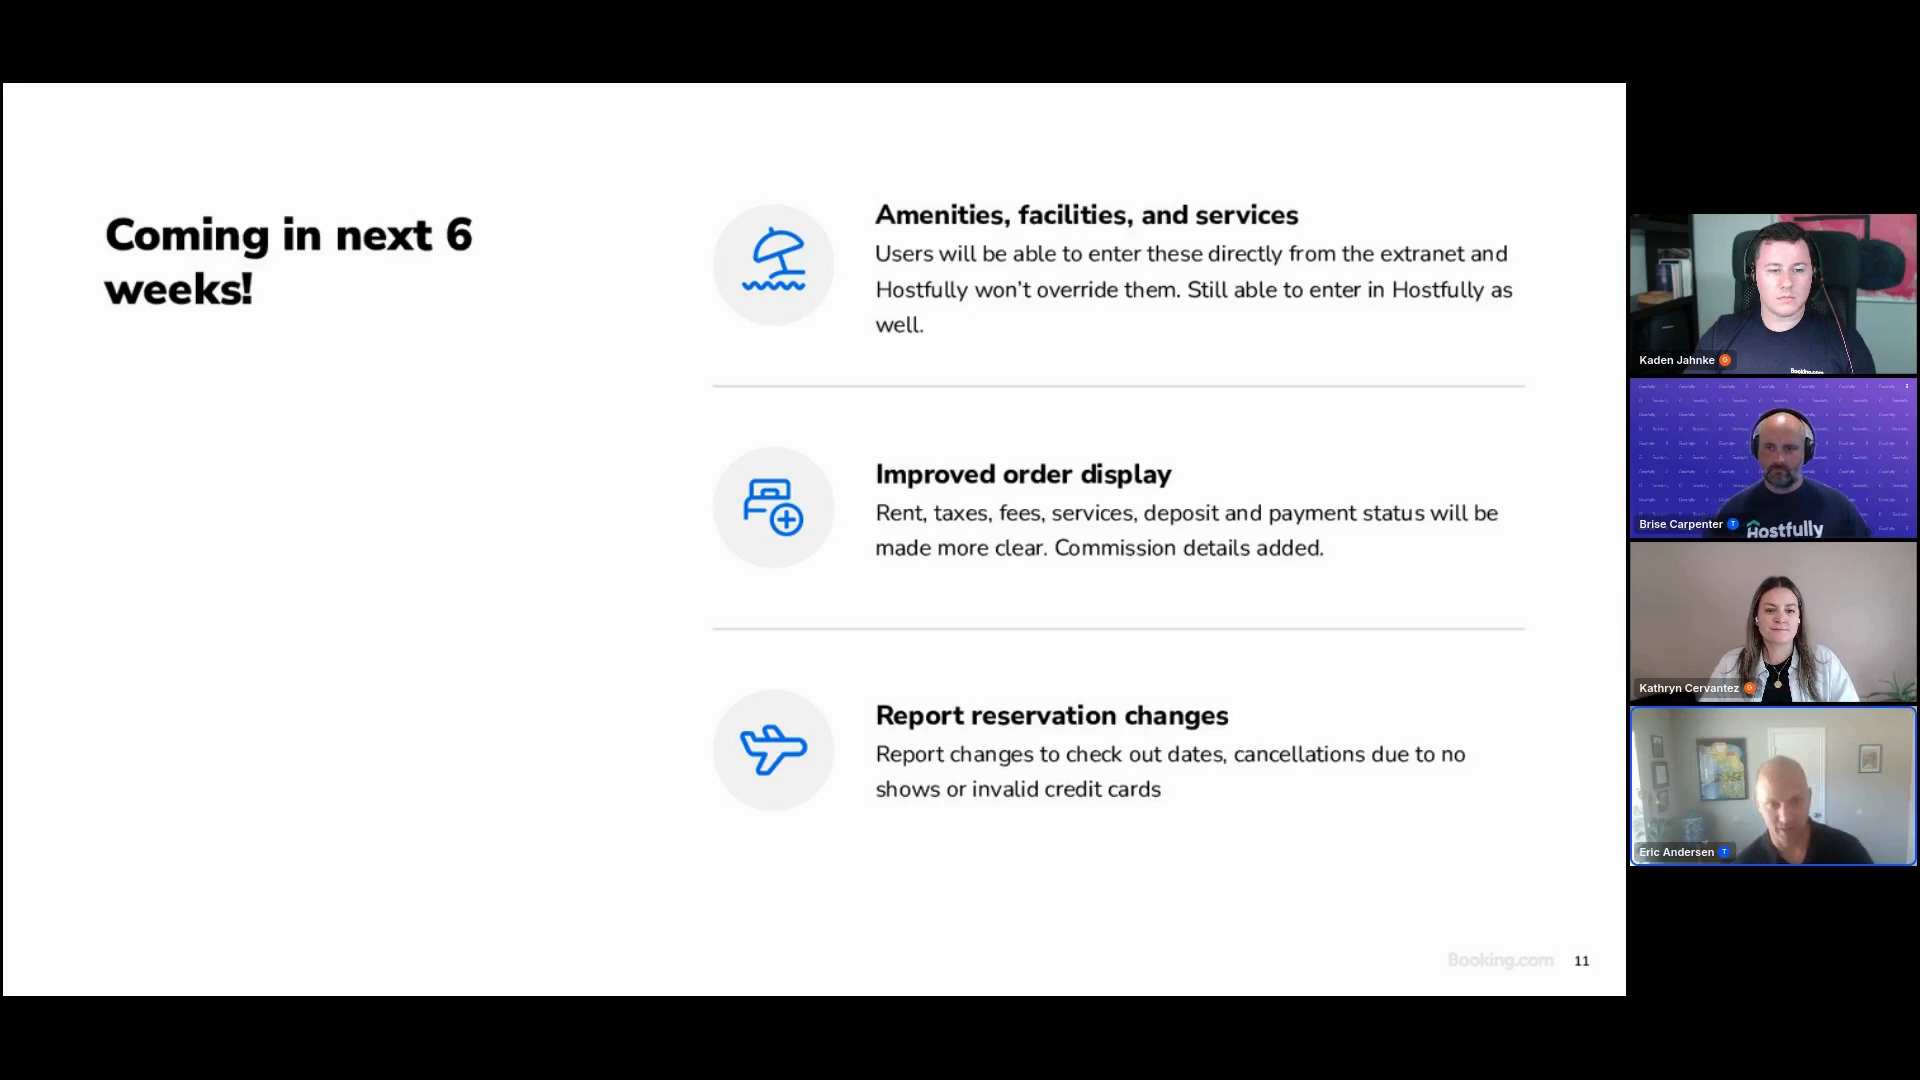 Coming in next 6
weeks!
Amenities, facilities, and services
Users will be able to enter these directly from the extranet and
Hostfully won’t override them. Still able to enter in Hostfully as
well.
Improved order display
Rent, taxes, fees, services, deposit and payment status will be
made more clear. Commission details added.
Report reservation changes
Report changes to check out dates, cancellations due to no
shows or invalid credit cards
Booking.com 11
Kaden Jahnke
Booking.com
Brise Carpenter
Hostfully
Kathryn Cervantez
Eric Andersen